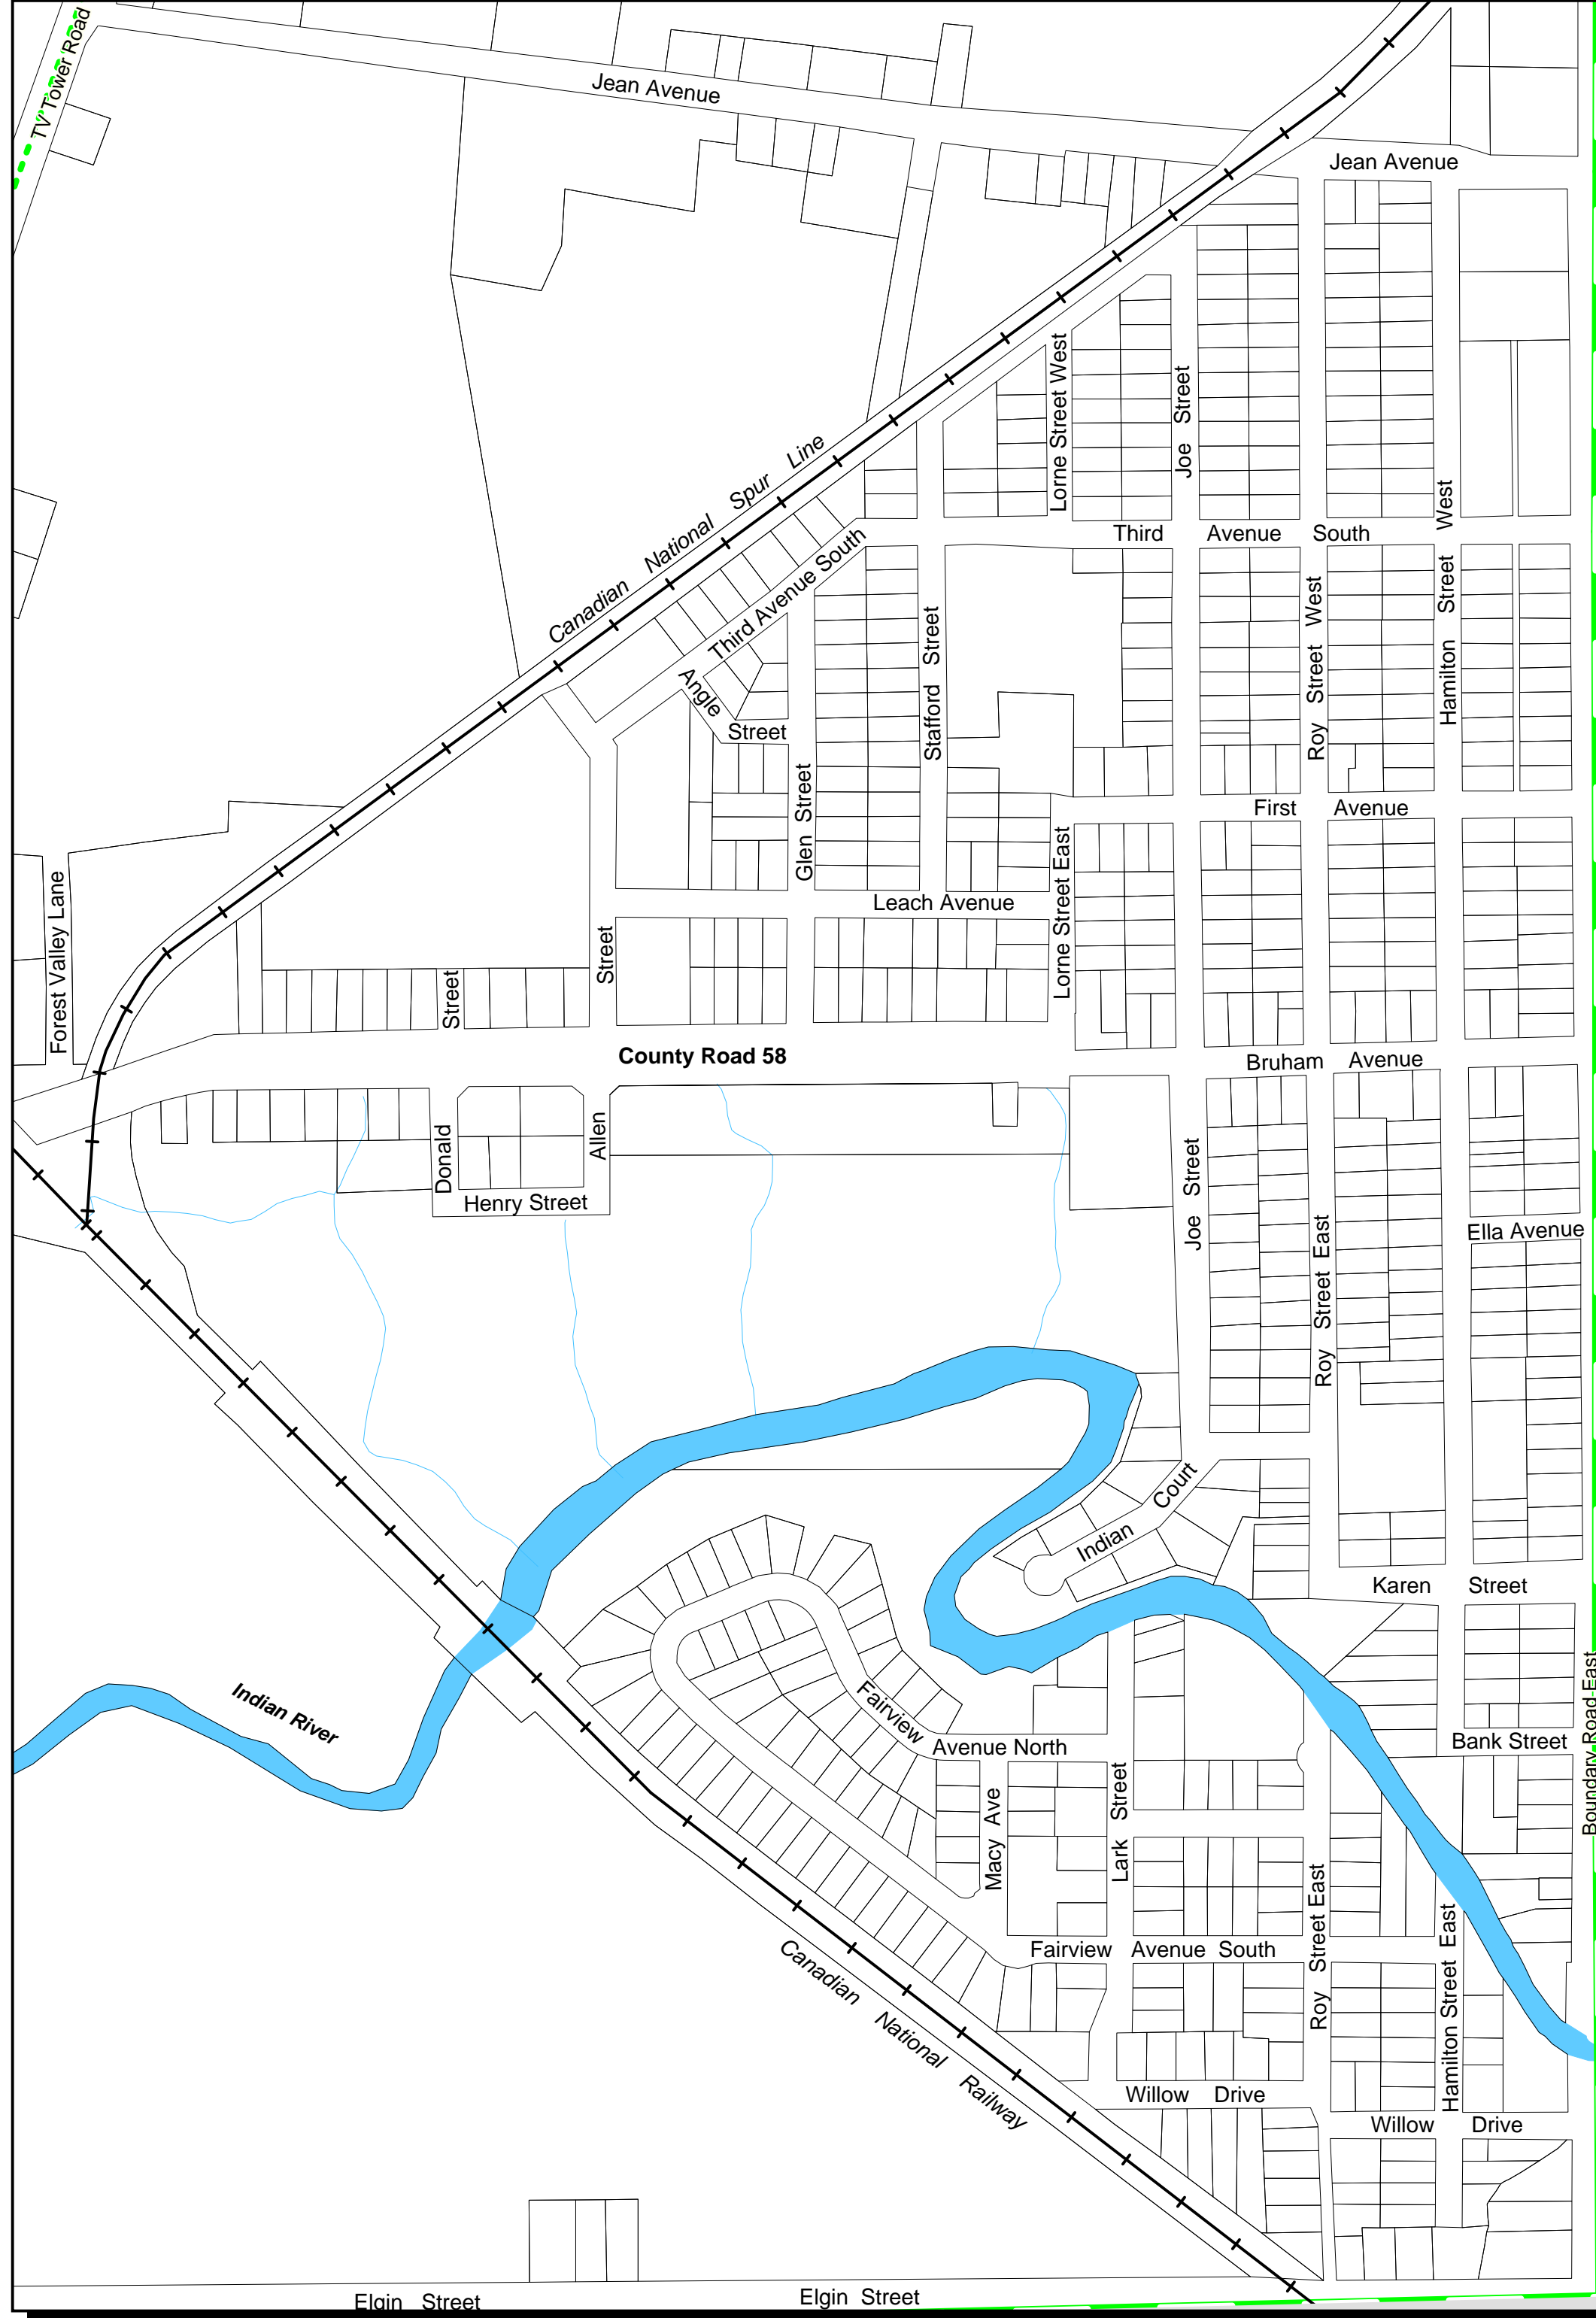 TV Tower Road
Jean Avenue
Jean Avenue
Lorne Street West
Joe Street
Canadian National Spur Line
West
Third Avenue South
Third Avenue South
Hamilton Street
Roy Street West
Stafford Street
Angle
Street
Glen Street
First Avenue
Lorne Street East
Leach Avenue
Forest Valley Lane
Street
Street
County Road 58
Bruham Avenue
Donald
Allen
Henry Street
Joe Street
Roy Street East
Ella Avenue
Indian Court
Karen Street
Indian River
Fairview
Avenue North
Bank Street
Boundary Road East
Macy Ave
Lark Street
Roy Street East
Fairview Avenue South
Hamilton Street East
Canadian National Railway
Willow Drive
Willow Drive
Elgin Street
Elgin Street